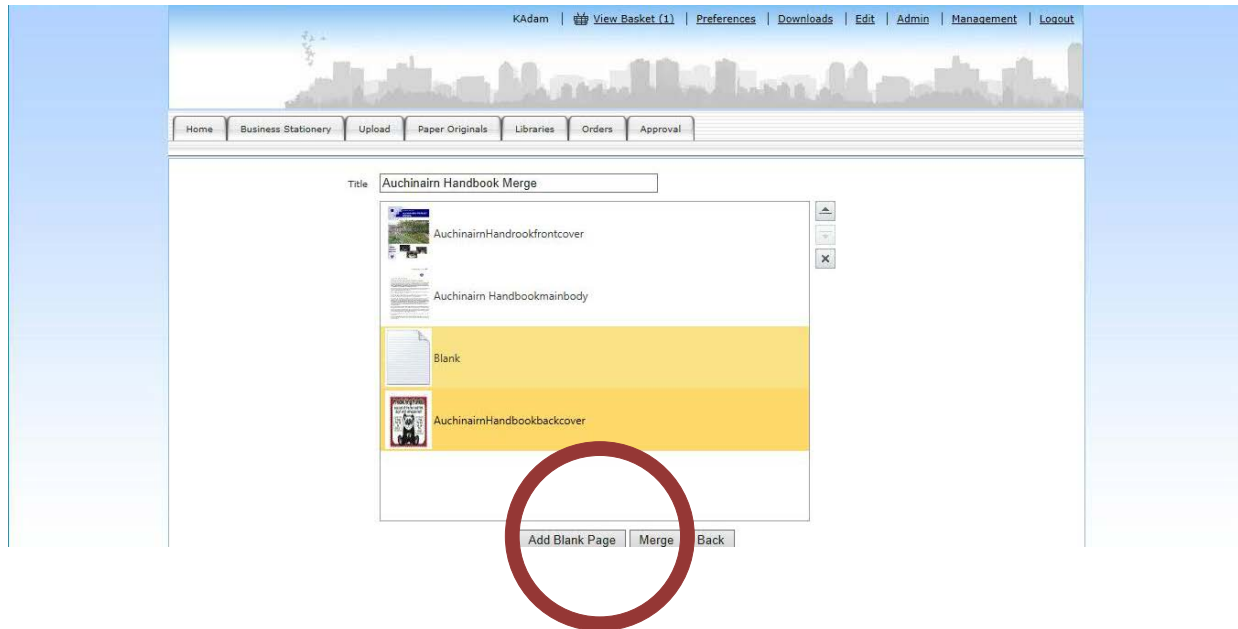 KAdam | View Basket (1) | Preferences | Downloads | Edit | Admin | Management | Logout
Home Business Stationery Upload Paper Originals Libraries Orders Approval
Title Auchinairn Handbook Merge
AuchinairnHandrookfrontcover
Auchinairn Handbookmainbody
Blank
AuchinairnHandbookbackcover
Add Blank Page Merge Back